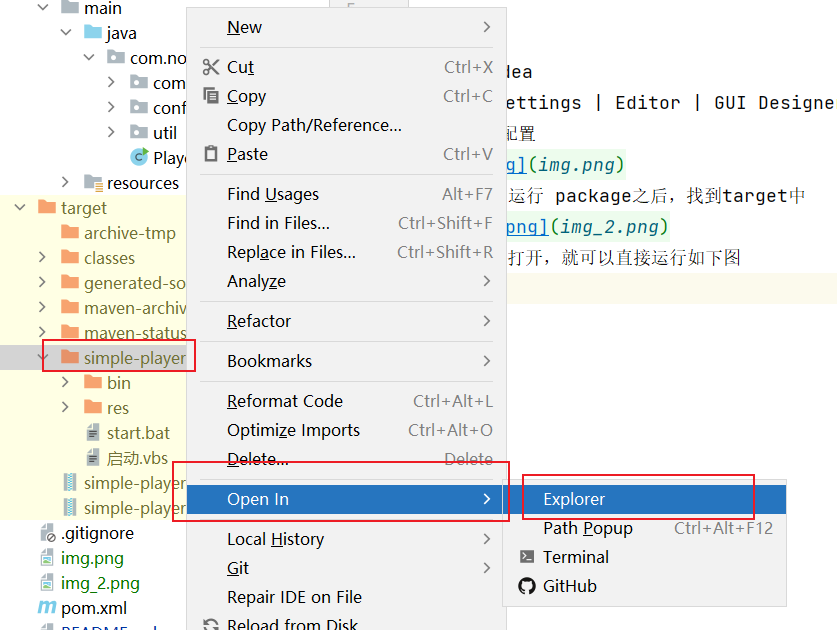 main
java
com.no
com
conf
util
Playe
resources
target
archive-tmp
classes
generated-so
maven-archiv
maven-status
simple-player
bin
res
start.bat
启动.vbs
simple-player
simple-player
.gitignore
img.png
img_2.png
pom.xml
New
Cut Ctrl+X
Copy Ctrl+C
Copy Path/Reference...
Paste Ctrl+V
Find Usages Alt+F7
Find in Files... Ctrl+Shift+F
Replace in Files... Ctrl+Shift+R
Analyze
Refactor
Bookmarks
Reformat Code Ctrl+Alt+L
Optimize Imports Ctrl+Alt+O
Delete... Delete
Open In
Local History
Git
Repair IDE on File
Reload from Disk
Explorer
Path Popup Ctrl+Alt+F12
Terminal
GitHub
dea
ettings | Editor | GUI Designe
配置
g](img.png)
运行 package之后，找到target中
png](img_2.png)
打开，就可以直接运行如下图